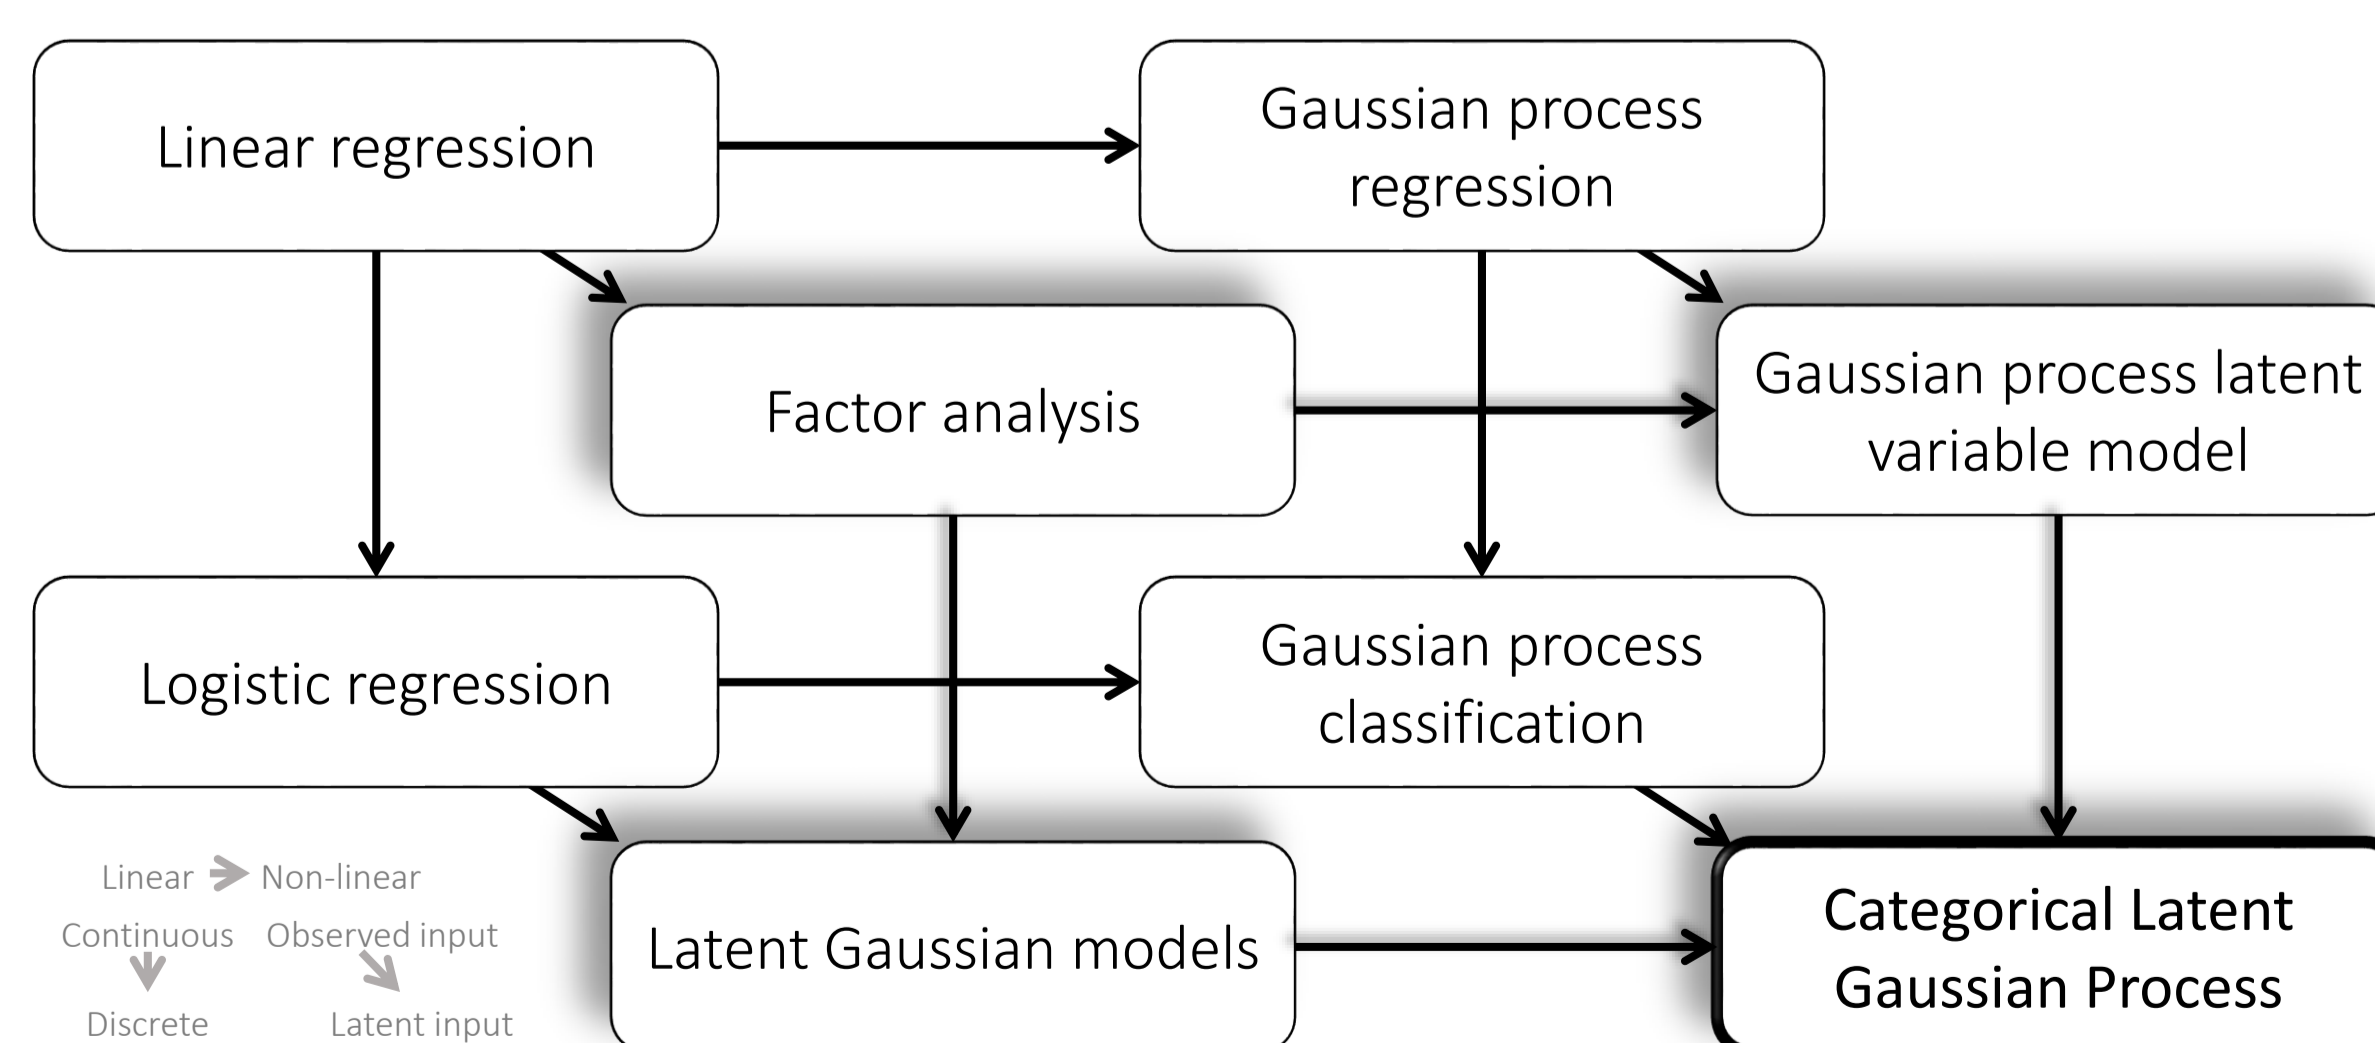 Linear regression
Gaussian process
regression
Factor analysis
Gaussian process latent
variable model
Logistic regression
Gaussian process
classification
Latent Gaussian models
Categorical Latent
Gaussian Process
Linear Non-linear
Continuous Observed input
Discrete Latent input